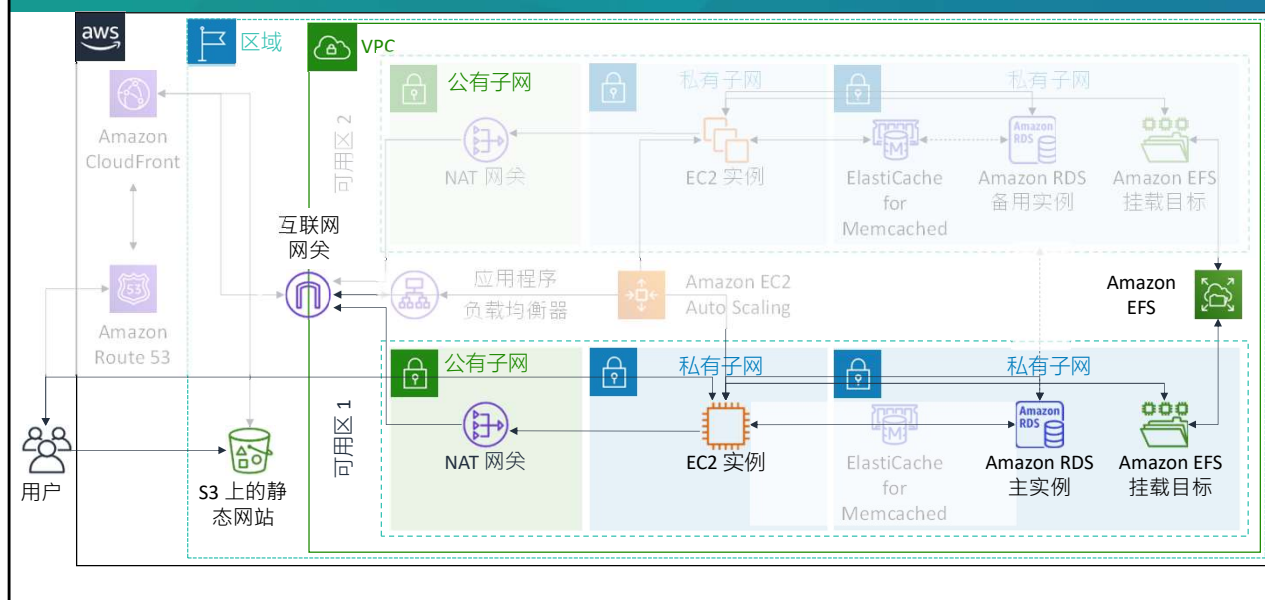 aws
区域
VPC
公有子网
私有子网
私有子网
Amazon
CloudFront
可用区 2
NAT 网关
EC2 实例
ElastiCache
for
Memcached
Amazon
RDS
Amazon RDS
备用实例
Amazon EFS
挂载目标
互联网
网关
应用程序
负载均衡器
Amazon EC2
Auto Scaling
Amazon
EFS
53
Amazon
Route 53
公有子网
私有子网
私有子网
可用区 1
NAT 网关
EC2 实例
ElastiCache
for
Memcached
Amazon
RDS
Amazon RDS
主实例
Amazon EFS
挂载目标
用户
S3 上的静
态网站